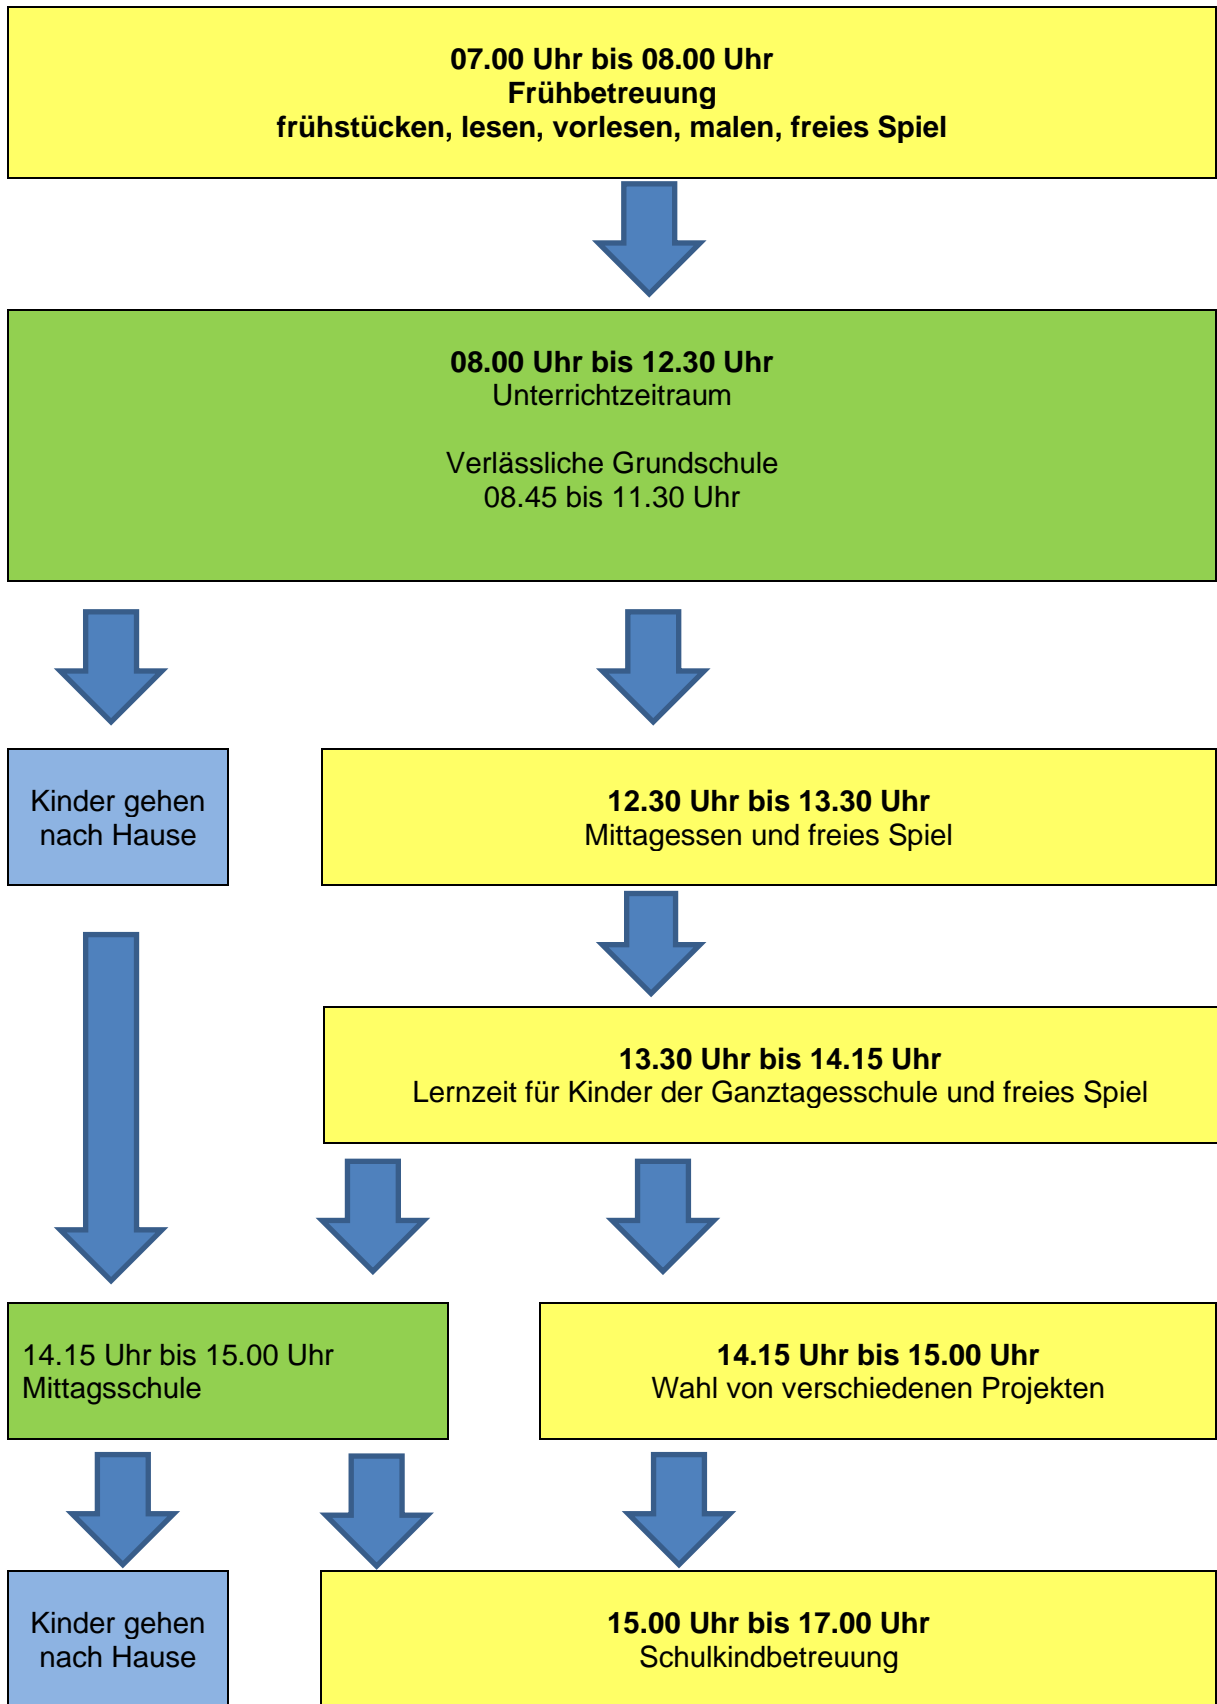 07.00 Uhr bis 08.00 Uhr
Frühbetreuung
frühstücken, lesen, vorlesen, malen, freies Spiel
08.00 Uhr bis 12.30 Uhr
Unterrichtzeitraum
Verlässliche Grundschule
08.45 bis 11.30 Uhr
Kinder gehen
nach Hause
12.30 Uhr bis 13.30 Uhr
Mittagessen und freies Spiel
13.30 Uhr bis 14.15 Uhr
Lernzeit für Kinder der Ganztagesschule und freies Spiel
14.15 Uhr bis 15.00 Uhr
Mittagsschule
14.15 Uhr bis 15.00 Uhr
Wahl von verschiedenen Projekten
Kinder gehen
nach Hause
15.00 Uhr bis 17.00 Uhr
Schulkindbetreuung